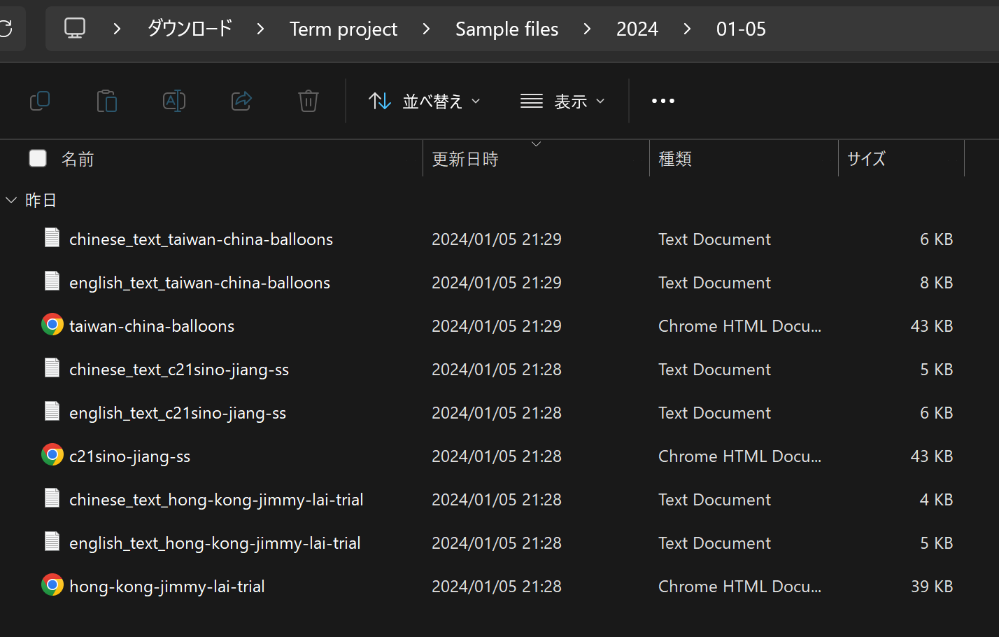 ダウンロード > Term project > Sample files > 2024 > 01-05
並べ替え 表示
名前 更新日時 種類 サイズ
昨日
chinese_text_taiwan-china-balloons 2024/01/05 21:29 Text Document 6 KB
english_text_taiwan-china-balloons 2024/01/05 21:29 Text Document 8 KB
taiwan-china-balloons 2024/01/05 21:29 Chrome HTML Docu... 43 KB
chinese_text_c21sino-jiang-ss 2024/01/05 21:28 Text Document 5 KB
english_text_c21sino-jiang-ss 2024/01/05 21:28 Text Document 6 KB
c21sino-jiang-ss 2024/01/05 21:28 Chrome HTML Docu... 43 KB
chinese_text_hong-kong-jimmy-lai-trial 2024/01/05 21:28 Text Document 4 KB
english_text_hong-kong-jimmy-lai-trial 2024/01/05 21:28 Text Document 5 KB
hong-kong-jimmy-lai-trial 2024/01/05 21:28 Chrome HTML Docu... 39 KB